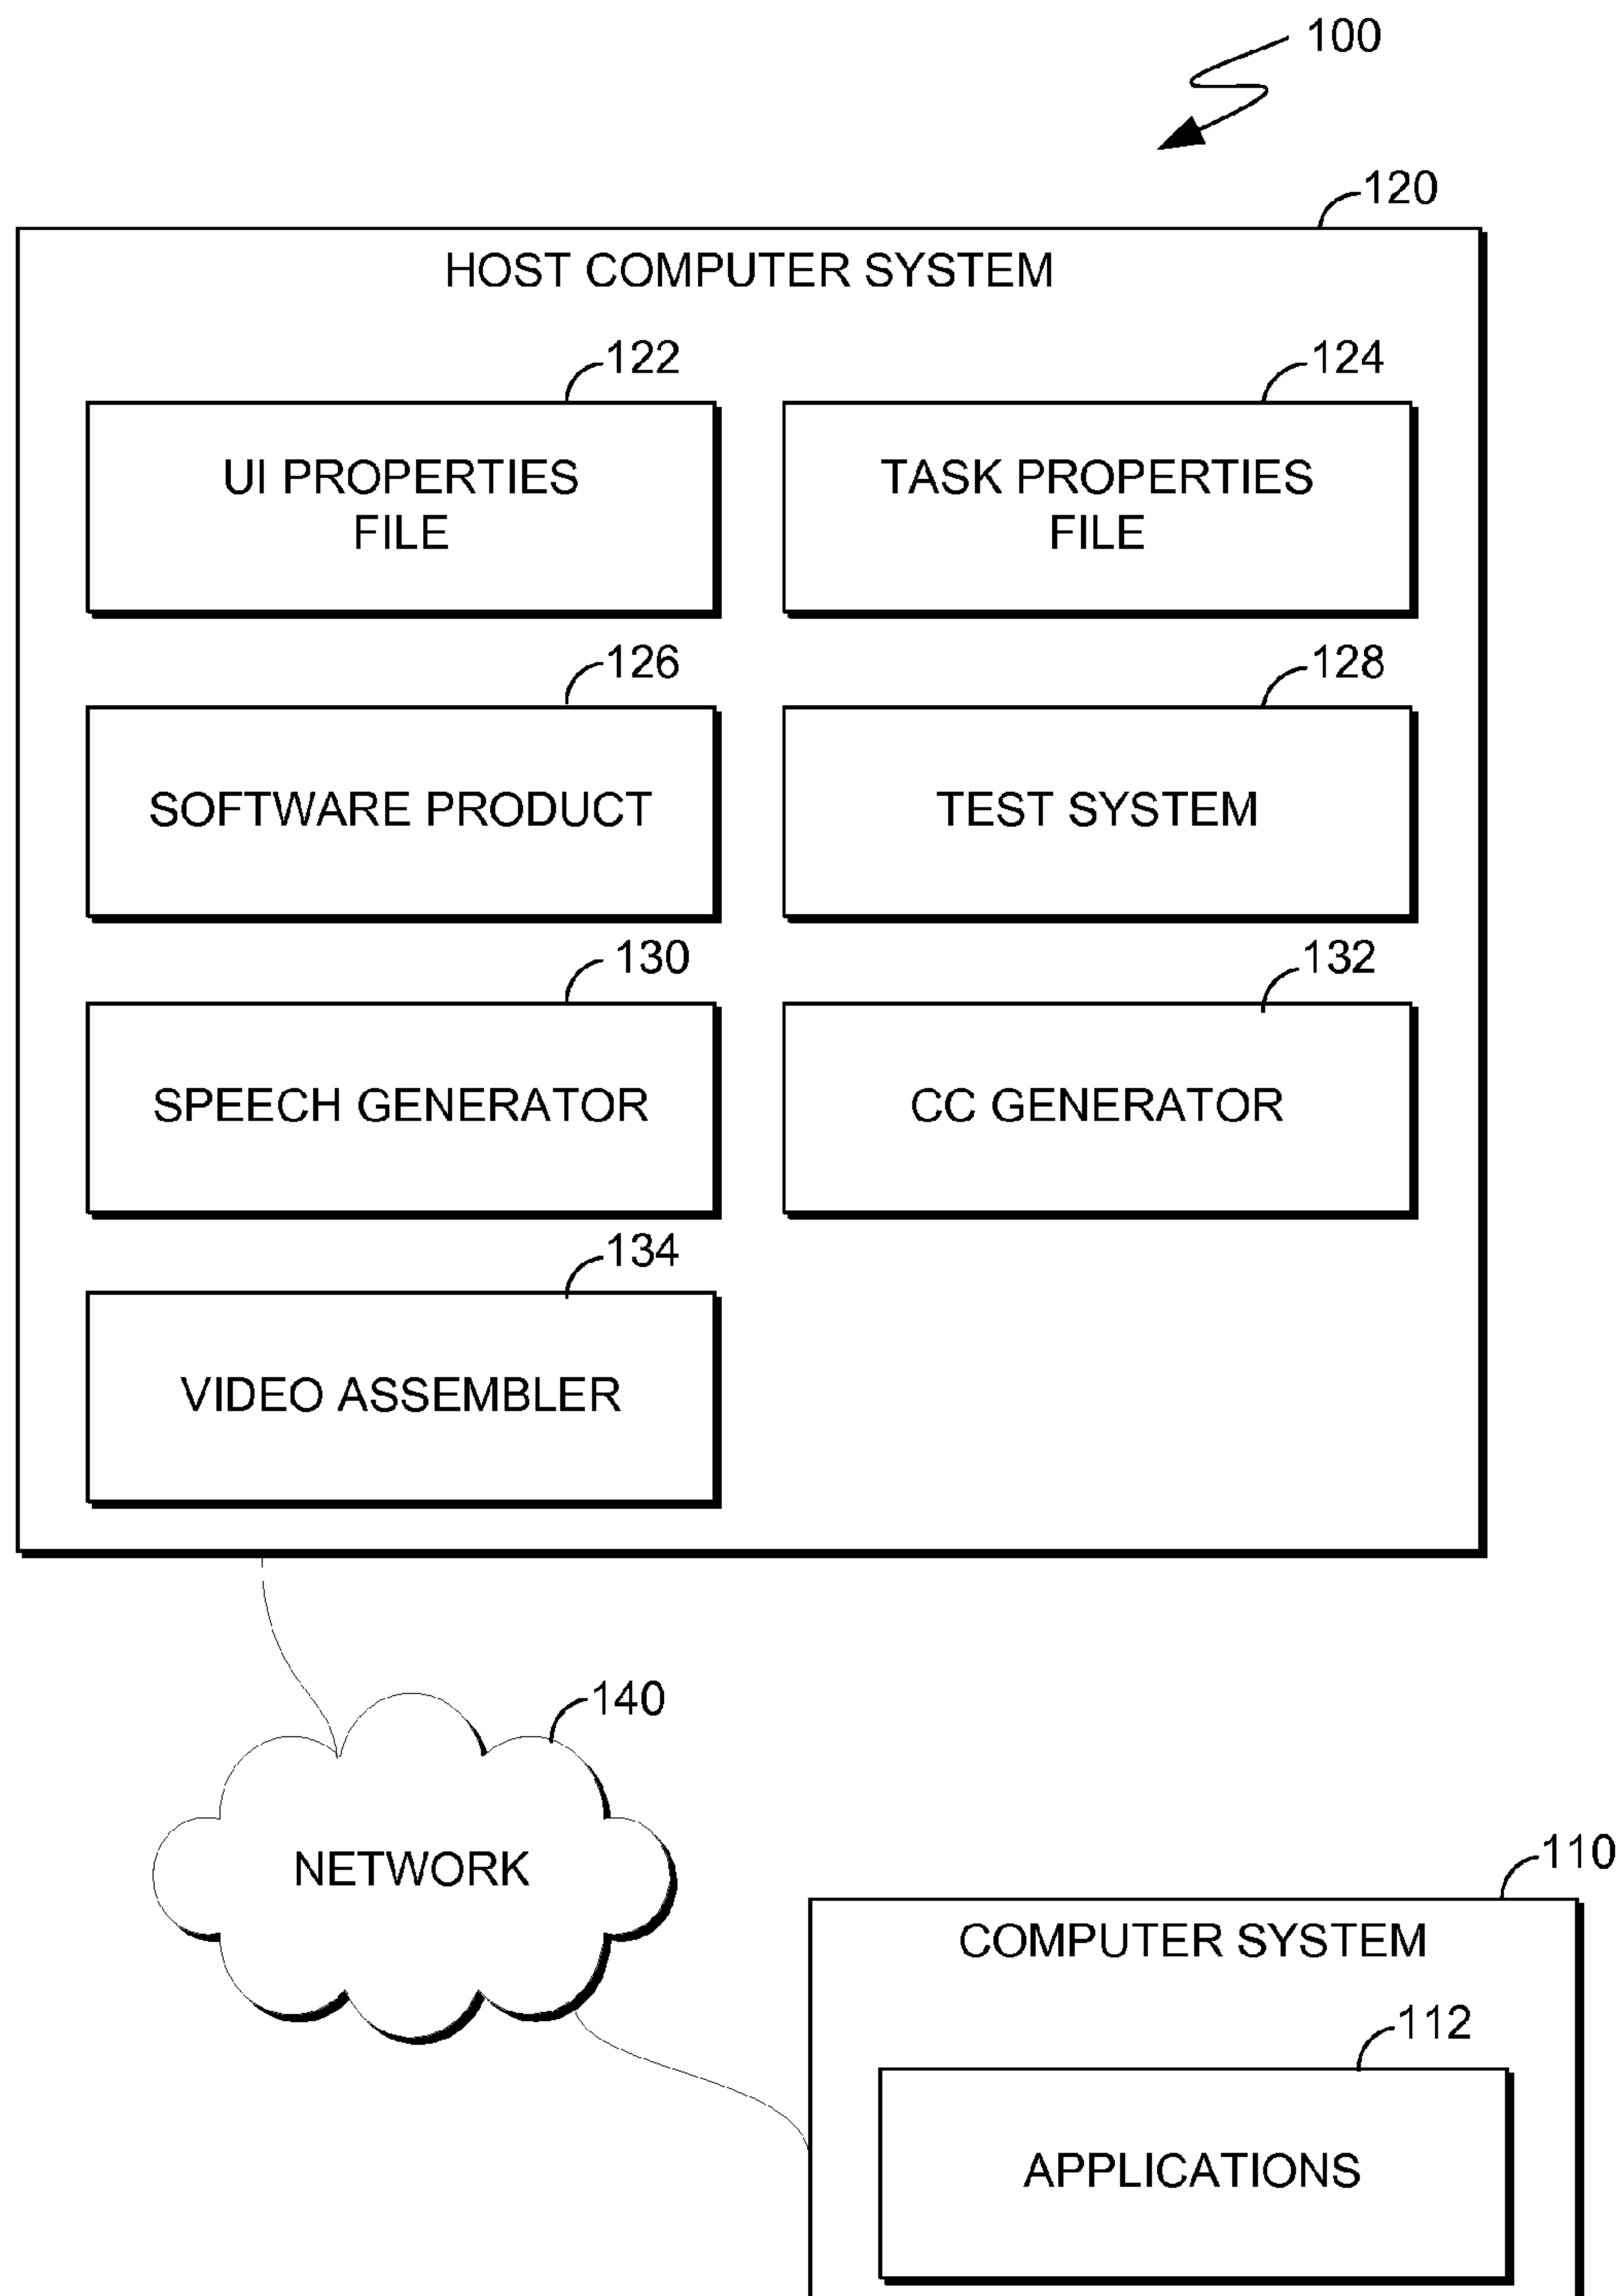 100
120
HOST COMPUTER SYSTEM
122
UI PROPERTIES
FILE
124
TASK PROPERTIES
FILE
126
SOFTWARE PRODUCT
128
TEST SYSTEM
130
SPEECH GENERATOR
132
CC GENERATOR
134
VIDEO ASSEMBLER
140
NETWORK
110
COMPUTER SYSTEM
112
APPLICATIONS